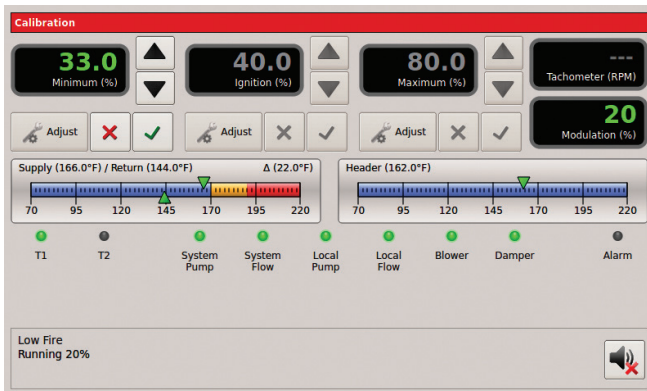 Calibration
33.0
Minimum (%)
40.0
Ignition (%)
80.0
Maximum (%)
---
Tachometer (RPM)
Adjust
Adjust
Adjust
20
Modulation (%)
Supply (166.0°F) / Return (144.0°F) Δ (22.0°F)
70 95 120 145 170 195 220
Header (162.0°F)
70 95 120 145 170 195 220
T1
T2
System Pump
System Flow
Local Pump
Local Flow
Blower
Damper
Alarm
Low Fire
Running 20%